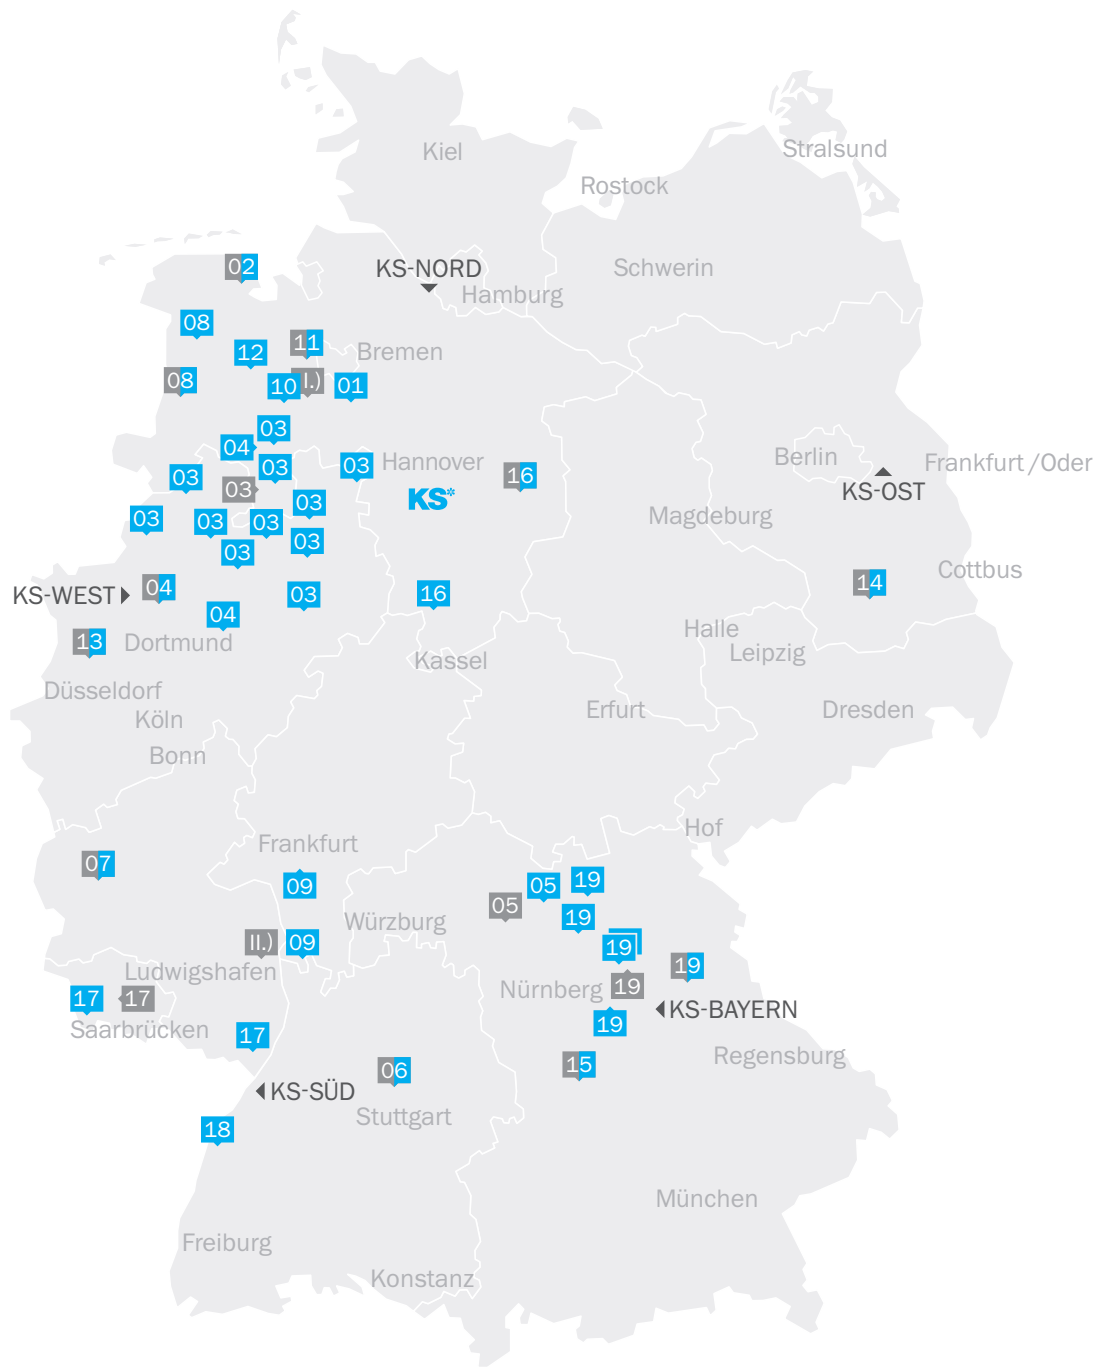 Kiel
Stralsund
Rostock
02
KS-NORD
Schwerin
Hamburg
08
11
12
Bremen
08
10
I.)
01
03
04
03
03
Hannover
Berlin
Frankfurt/Oder
03
03
16
KS-OST
KS*
03
Magdeburg
03
03
03
03
03
Cottbus
KS-WEST
04
03
16
14
04
13
Dortmund
Halle
Leipzig
Kassel
Düsseldorf
Köln
Erfurt
Dresden
Bonn
Hof
Frankfurt
07
09
05
19
05
Würzburg
19
II.)
09
19
19
Ludwigshafen
17
17
Nürnberg
19
KS-BAYERN
Saarbrücken
17
19
Regensburg
06
15
KS-SÜD
Stuttgart
18
München
Freiburg
Konstanz